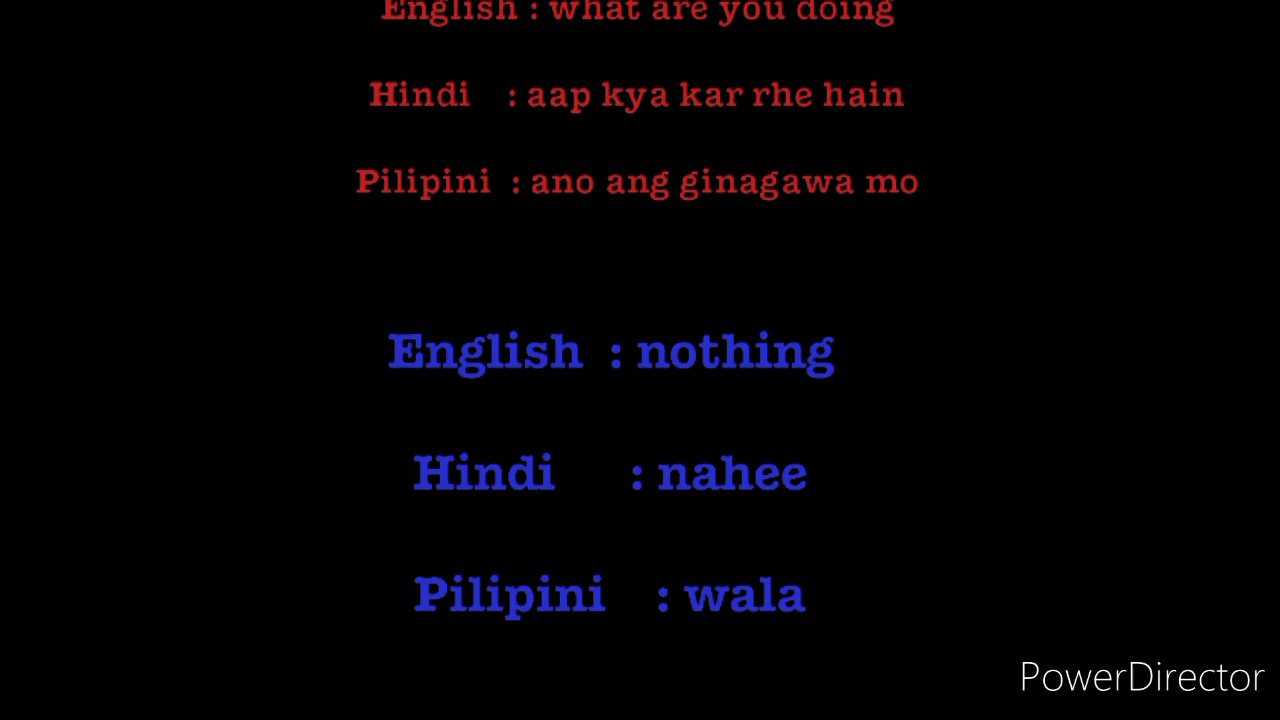 English : what are you doing
Hindi : aap kya kar rhe hain
Pilipini : ano ang ginagawa mo
English : nothing
Hindi : nahee
Pilipini : wala
PowerDirector